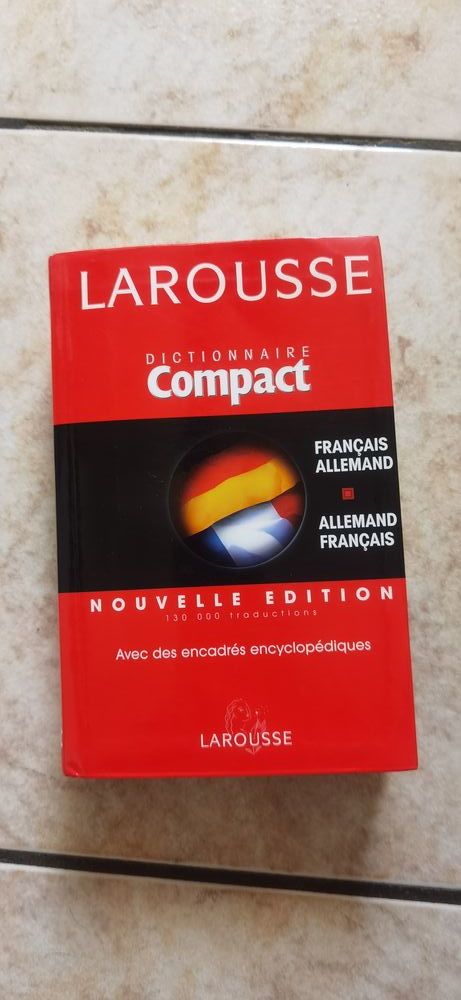 LAROUSSE
DICTIONNAIRE
Compact
FRANÇAIS
ALLEMAND
ALLEMAND
FRANÇAIS
NOUVELLE EDITION
130 000 traductions
Avec des encadrés encyclopédiques
LAROUSSE